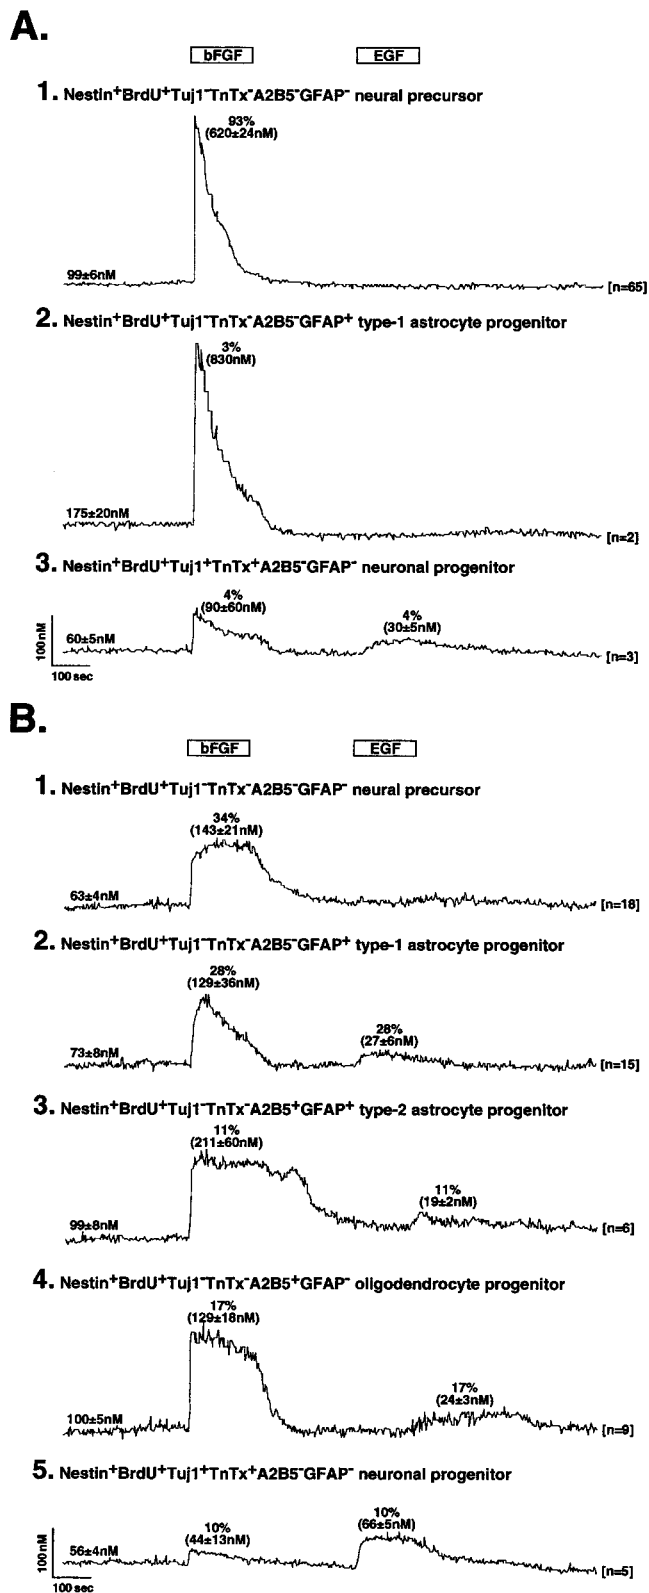 A.
bFGF EGF
1. Nestin+BrdU+Tuj1-TnTx-A2B5-GFAP- neural precursor
93%
(620±24nM)
99±6nM
[n=65]
2. Nestin+BrdU+Tuj1-TnTx-A2B5-GFAP+ type-1 astrocyte progenitor
3%
(830nM)
175±20nM
[n=2]
3. Nestin+BrdU+Tuj1+TnTx+A2B5-GFAP- neuronal progenitor
4%
(90±60nM)
4%
(30±5nM)
60±5nM
[n=3]
100 nM
100 sec
B.
bFGF EGF
1. Nestin+BrdU+Tuj1-TnTx-A2B5-GFAP- neural precursor
34%
(143±21nM)
63±4nM
[n=18]
2. Nestin+BrdU+Tuj1-TnTx-A2B5-GFAP+ type-1 astrocyte progenitor
28%
(129±36nM)
28%
(27±6nM)
73±8nM
[n=15]
3. Nestin+BrdU+Tuj1-TnTx-A2B5+GFAP+ type-2 astrocyte progenitor
11%
(211±60nM)
11%
(19±2nM)
99±8nM
[n=6]
4. Nestin+BrdU+Tuj1-TnTx-A2B5+GFAP- oligodendrocyte progenitor
17%
(129±18nM)
17%
(24±3nM)
100±5nM
[n=9]
5. Nestin+BrdU+Tuj1+TnTx+A2B5-GFAP- neuronal progenitor
10%
(44±13nM)
10%
(66±5nM)
56±4nM
[n=5]
100 nM
100 sec